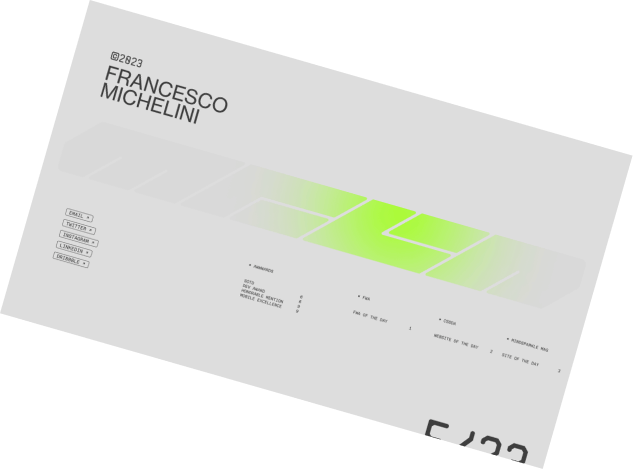 ©2023
FRANCESCO
MICHELINI
EMAIL
TWITTER
INSTAGRAM
LINKEDIN
DRIBBBLE
AWWWARDS
SOTD
DEV AWARD
HONORABLE MENTION
MOBILE EXCELLENCE
FWA
FWA OF THE DAY 1
CSSDA
WEBSITE OF THE DAY 2
MINDSPARKLE MAG
SITE OF THE DAY 2